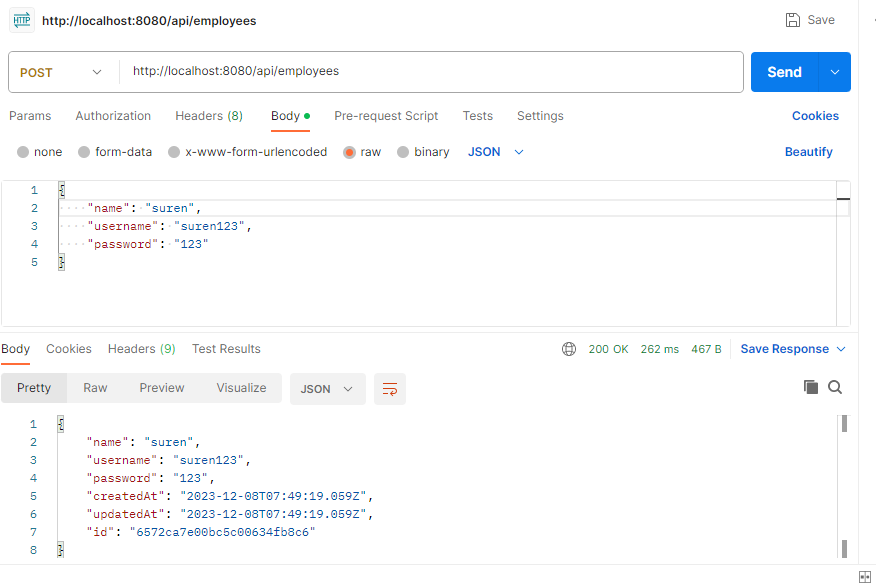 HTTP http://localhost:8080/api/employees Save
POST http://localhost:8080/api/employees Send
Params Authorization Headers (8) Body Pre-request Script Tests Settings Cookies
none form-data x-www-form-urlencoded raw binary JSON Beautify
1 {
2 ····"name":·"suren",
3 ····"username":·"suren123",
4 ····"password":·"123"
5 }
Body Cookies Headers (9) Test Results 200 OK 262 ms 467 B Save Response
Pretty Raw Preview Visualize JSON
1 {
2 "name": "suren",
3 "username": "suren123",
4 "password": "123",
5 "createdAt": "2023-12-08T07:49:19.059Z",
6 "updatedAt": "2023-12-08T07:49:19.059Z",
7 "id": "6572ca7e00bc5c00634fb8c6"
8 }